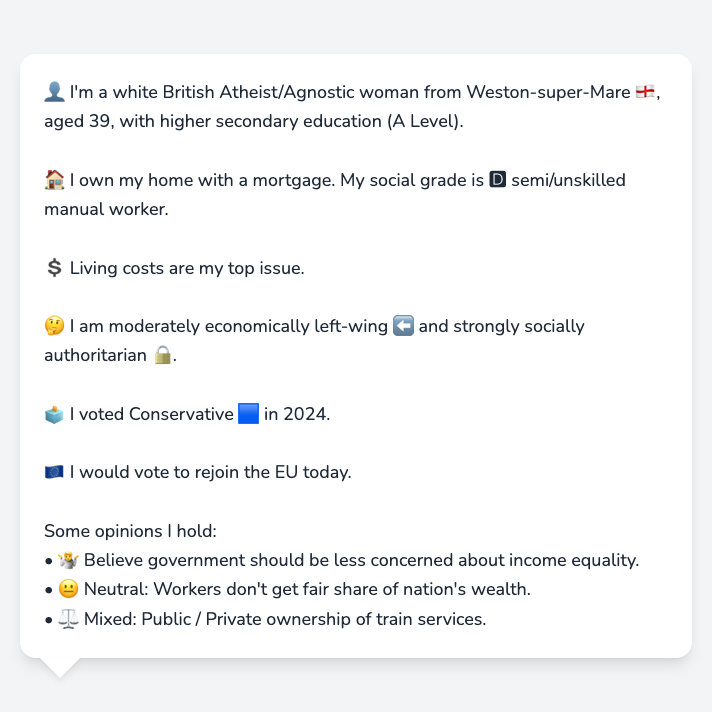 👤 I'm a white British Atheist/Agnostic woman from Weston-super-Mare 🏴󠁧󠁢󠁥󠁮󠁧󠁿,
aged 39, with higher secondary education (A Level).
🏠 I own my home with a mortgage. My social grade is 🅳 semi/unskilled
manual worker.
💲 Living costs are my top issue.
🤔 I am moderately economically left-wing ⬅️ and strongly socially
authoritarian 🔒.
🗳️ I voted Conservative 🟦 in 2024.
🇪🇺 I would vote to rejoin the EU today.
Some opinions I hold:
• 🤷 Believe government should be less concerned about income equality.
• 😐 Neutral: Workers don't get fair share of nation's wealth.
• ⚖️ Mixed: Public / Private ownership of train services.